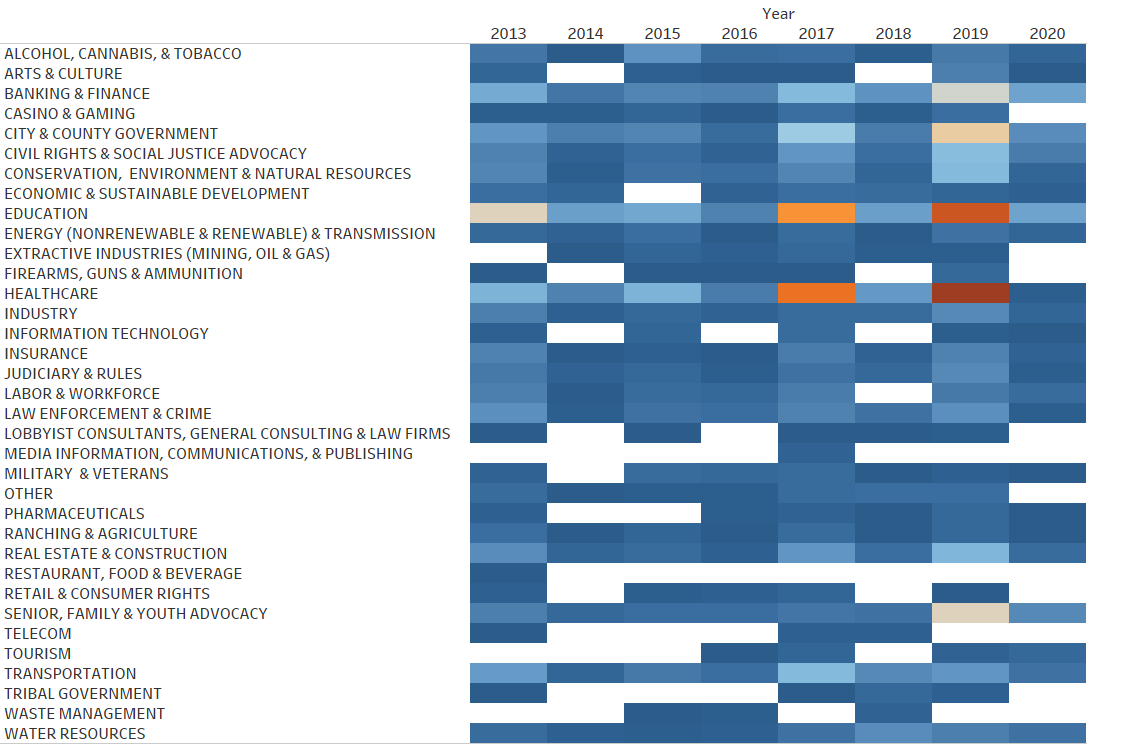 Year
2013 2014 2015 2016 2017 2018 2019 2020
ALCOHOL, CANNABIS, & TOBACCO
ARTS & CULTURE
BANKING & FINANCE
CASINO & GAMING
CITY & COUNTY GOVERNMENT
CIVIL RIGHTS & SOCIAL JUSTICE ADVOCACY
CONSERVATION,  ENVIRONMENT & NATURAL RESOURCES
ECONOMIC & SUSTAINABLE DEVELOPMENT
EDUCATION
ENERGY (NONRENEWABLE & RENEWABLE) & TRANSMISSION
EXTRACTIVE INDUSTRIES (MINING, OIL & GAS)
FIREARMS, GUNS & AMMUNITION
HEALTHCARE
INDUSTRY
INFORMATION TECHNOLOGY
INSURANCE
JUDICIARY & RULES
LABOR & WORKFORCE
LAW ENFORCEMENT & CRIME
LOBBYIST CONSULTANTS, GENERAL CONSULTING & LAW FIRMS
MEDIA INFORMATION, COMMUNICATIONS, & PUBLISHING
MILITARY  & VETERANS
OTHER
PHARMACEUTICALS
RANCHING & AGRICULTURE
REAL ESTATE & CONSTRUCTION
RESTAURANT, FOOD & BEVERAGE
RETAIL & CONSUMER RIGHTS
SENIOR, FAMILY & YOUTH ADVOCACY
TELECOM
TOURISM
TRANSPORTATION
TRIBAL GOVERNMENT
WASTE MANAGEMENT
WATER RESOURCES